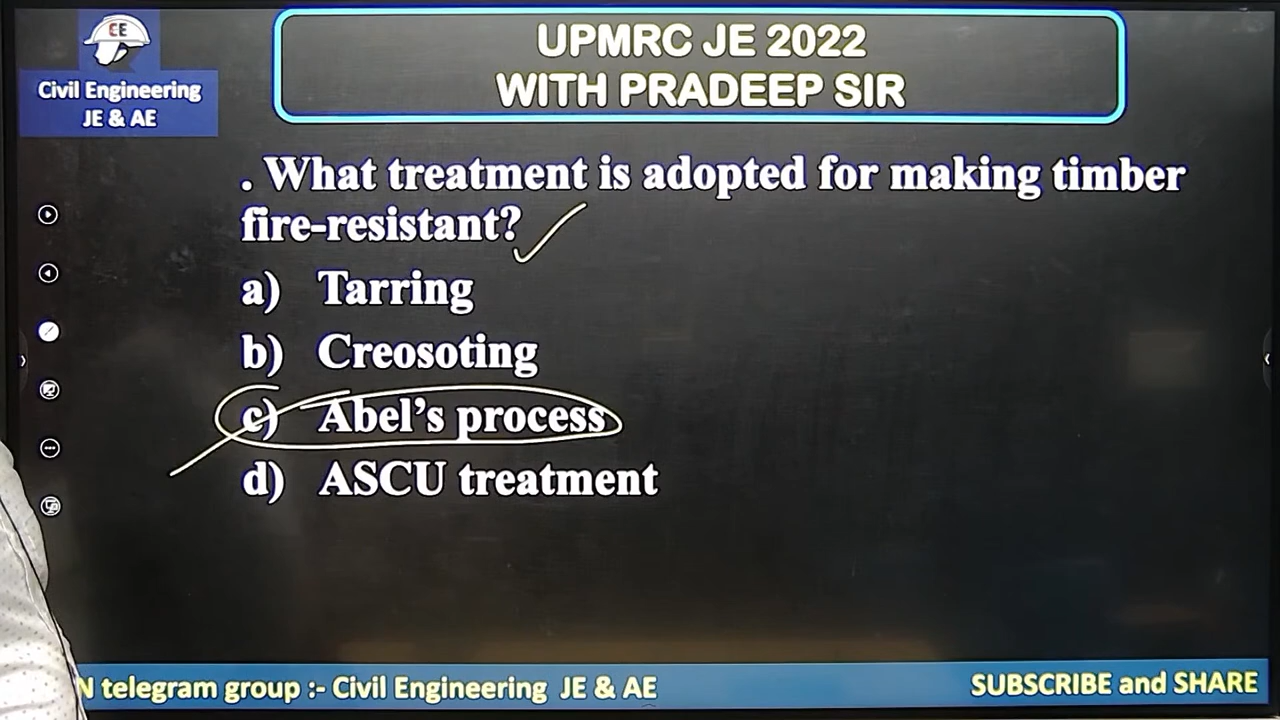 EE
Civil Engineering
JE & AE
UPMRC JE 2022
WITH PRADEEP SIR
. What treatment is adopted for making timber
fire-resistant?
a) Tarring
b) Creosoting
c) Abel's process
d) ASCU treatment
N telegram group :- Civil Engineering JE & AE
SUBSCRIBE and SHARE